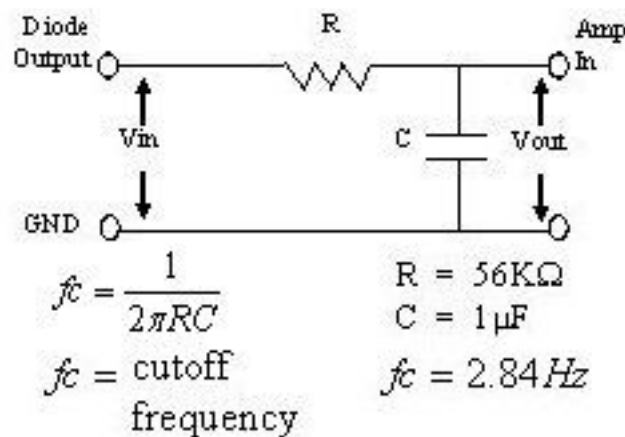 Diode
Output
R
Amp
In
Vin
C
Vout
GND
fc = 1 / 2πRC
R = 56KΩ
C = 1μF
fc = cutoff
frequency
fc = 2.84Hz